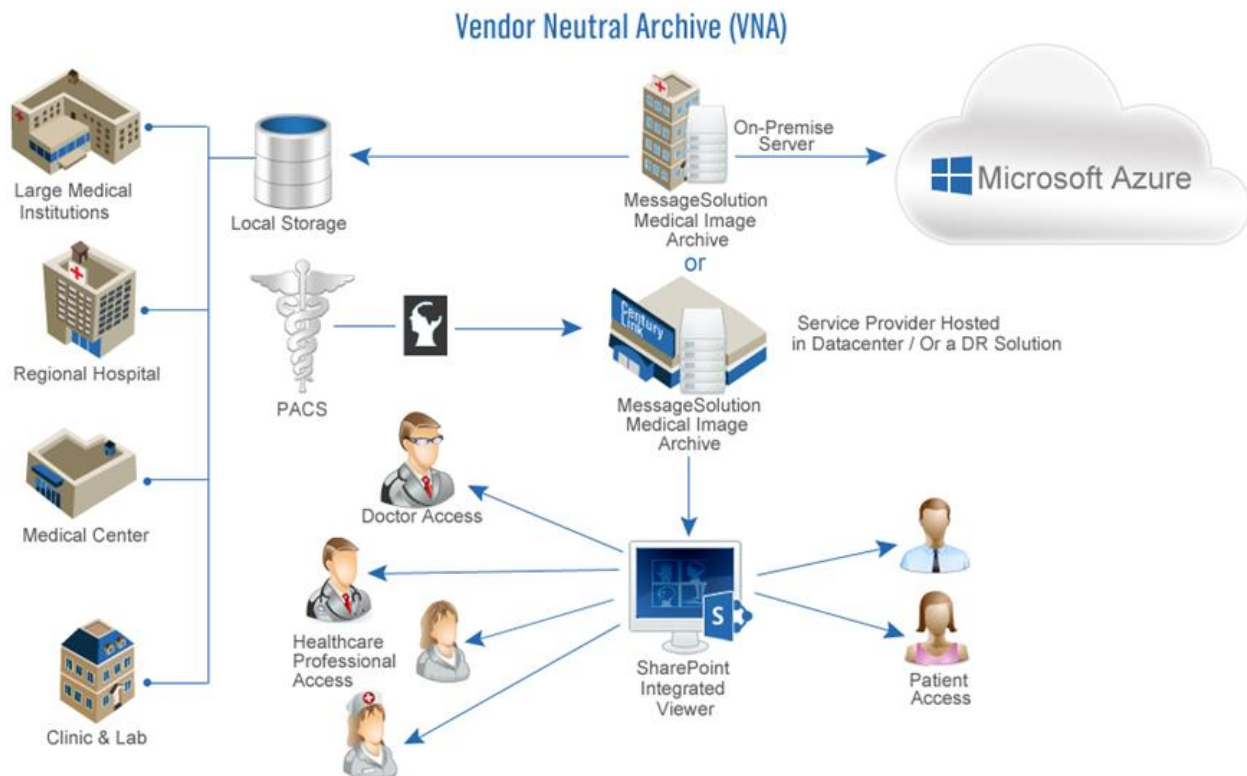 Vendor Neutral Archive (VNA)
Large Medical
Institutions
Local Storage
On-Premise
Server
MessageSolution
Medical Image
Archive
Microsoft Azure
or
Regional Hospital
PACS
Century
Link
Service Provider Hosted
in Datacenter / Or a DR Solution
MessageSolution
Medical Image
Archive
Medical Center
Doctor Access
Healthcare
Professional
Access
S
SharePoint
Integrated
Viewer
Patient
Access
Clinic & Lab